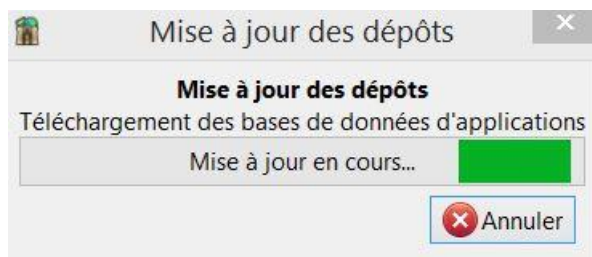 Mise à jour des dépôts
Mise à jour des dépôts
Téléchargement des bases de données d'applications
Mise à jour en cours...
Annuler